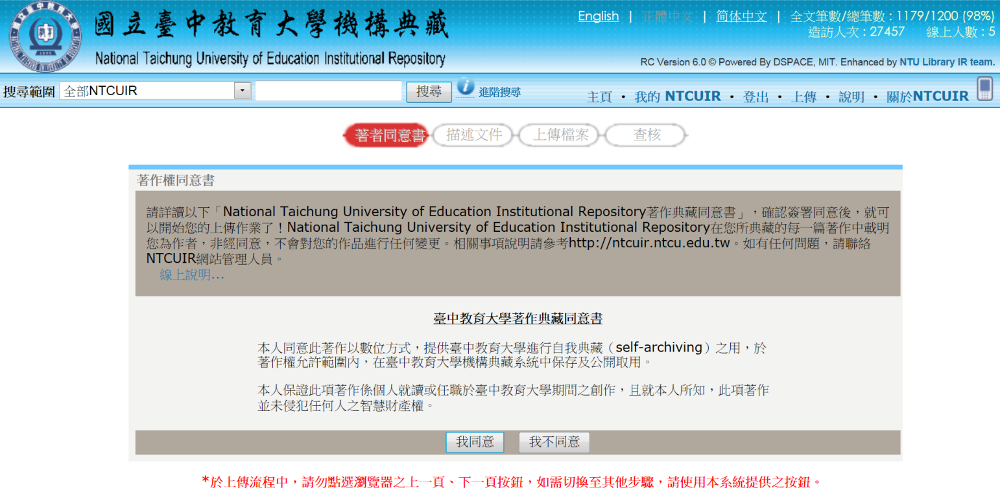 國立臺中教育大學機構典藏
National Taichung University of Education Institutional Repository
English | 正體中文 | 简体中文 | 全文筆數/總筆數 : 1179/1200 (98%)
造訪人次 : 27457 線上人數 : 5
RC Version 6.0 © Powered By DSPACE, MIT. Enhanced by NTU Library IR team.
搜尋範圍 全部NTCUIR 搜尋 進階搜尋
主頁 ‧ 我的 NTCUIR ‧ 登出 ‧ 上傳 ‧ 說明 ‧ 關於NTCUIR
著者同意書 描述文件 上傳檔案 查核
著作權同意書
請詳讀以下「National Taichung University of Education Institutional Repository著作典藏同意書」,確認簽署同意後,就可
以開始您的上傳作業了!National Taichung University of Education Institutional Repository在您所典藏的每一篇著作中載明
您為作者,非經同意,不會對您的作品進行任何變更。相關事項說明請參考http://ntcuir.ntcu.edu.tw。如有任何問題,請聯絡
NTCUIR網站管理人員。
線上說明...
臺中教育大學著作典藏同意書
本人同意此著作以數位方式,提供臺中教育大學進行自我典藏(self-archiving)之用,於
著作權允許範圍內,在臺中教育大學機構典藏系統中保存及公開取用。
本人保證此項著作係個人就讀或任職於臺中教育大學期間之創作,且就本人所知,此項著作
並未侵犯任何人之智慧財產權。
我同意 我不同意
*於上傳流程中,請勿點選瀏覽器之上一頁、下一頁按鈕,如需切換至其他步驟,請使用本系統提供之按鈕。